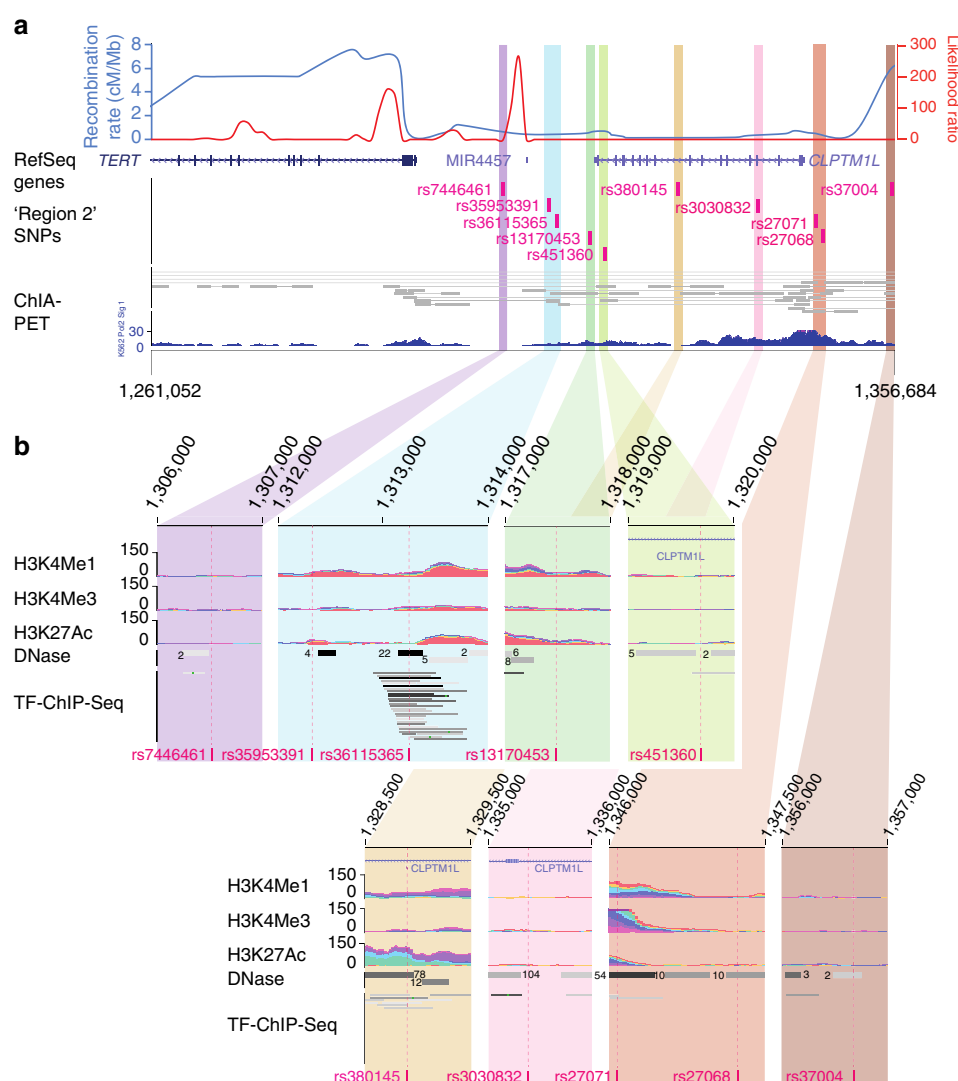 a
Recombination
rate (cM/Mb)
8
6
4
2
0
300
200
100
0
Likelihood ratio
RefSeq
genes
TERT
MIR4457
CLPTM1L
'Region 2'
SNPs
rs7446461
rs35953391
rs36115365
rs13170453
rs451360
rs380145
rs3030832
rs27071
rs27068
rs37004
ChIA-
PET
K562 Pol2 Sig 1
30
0
1,261,052
1,356,684
b
1,306,000
1,307,000
1,312,000
1,313,000
1,314,000
1,317,000
1,318,000
1,319,000
1,320,000
CLPTM1L
H3K4Me1
150
0
H3K4Me3
150
0
H3K27Ac
150
0
DNase
2
4
22
5
2
6
8
5
2
TF-ChIP-Seq
rs7446461
rs35953391
rs36115365
rs13170453
rs451360
1,328,500
1,329,500
1,335,000
1,336,000
1,346,000
1,347,500
1,356,000
1,357,000
CLPTM1L
CLPTM1L
H3K4Me1
150
0
H3K4Me3
150
0
H3K27Ac
150
0
DNase
78
12
104
54
10
10
3
2
TF-ChIP-Seq
rs380145
rs3030832
rs27071
rs27068
rs37004